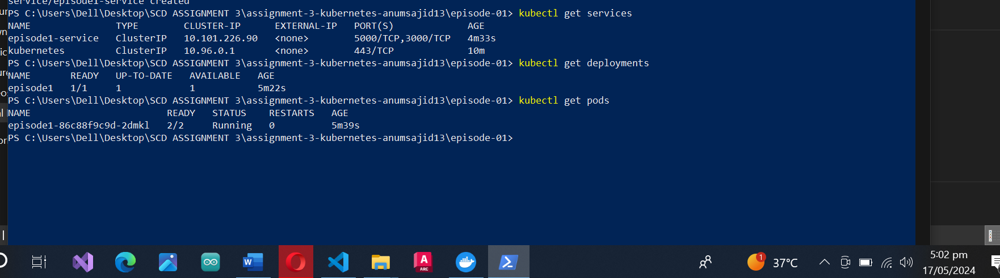 service/episode1-service created
PS C:\Users\Dell\Desktop\SCD ASSIGNMENT 3\assignment-3-kubernetes-anumsajid13\episode-01> kubectl get services
NAME TYPE CLUSTER-IP EXTERNAL-IP PORT(S) AGE
episode1-service ClusterIP 10.101.226.90 <none> 5000/TCP,3000/TCP 4m33s
kubernetes ClusterIP 10.96.0.1 <none> 443/TCP 10m
PS C:\Users\Dell\Desktop\SCD ASSIGNMENT 3\assignment-3-kubernetes-anumsajid13\episode-01> kubectl get deployments
NAME READY UP-TO-DATE AVAILABLE AGE
episode1 1/1 1 1 5m22s
PS C:\Users\Dell\Desktop\SCD ASSIGNMENT 3\assignment-3-kubernetes-anumsajid13\episode-01> kubectl get pods
NAME READY STATUS RESTARTS AGE
episode1-86c88f9c9d-2dmkl 2/2 Running 0 5m39s
PS C:\Users\Dell\Desktop\SCD ASSIGNMENT 3\assignment-3-kubernetes-anumsajid13\episode-01>
W
A
ARC
1
37°C
5:02 pm
17/05/2024